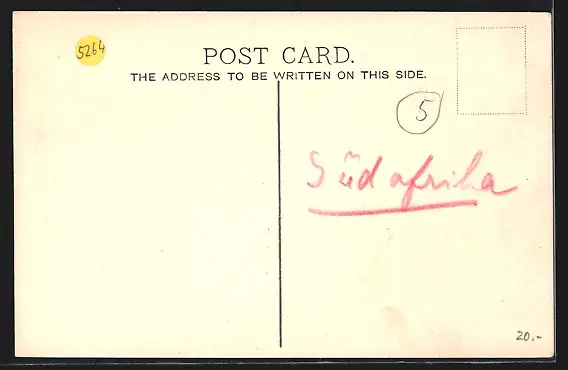 5264
POST CARD.
THE ADDRESS TO BE WRITTEN ON THIS SIDE.
5
Südafrika
20.-